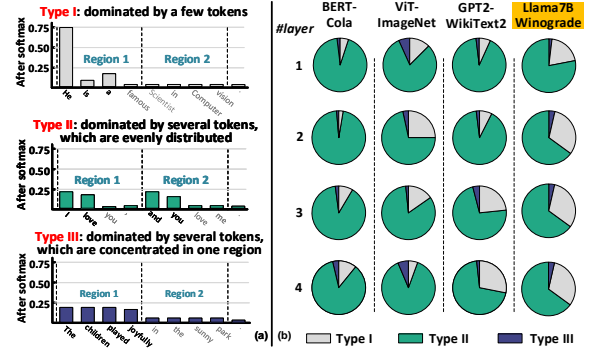 Type I: dominated by a few tokens
After softmax
0.75
0.50
0.25
Region 1
Region 2
He
is
a
famous
Scientist
in
Computer
vision
.
Type II: dominated by several tokens,
which are evenly distributed
After softmax
0.75
0.50
0.25
Region 1
Region 2
I
love
you
,
and
you
love
me
.
Type III: dominated by several tokens,
which are concentrated in one region
After softmax
0.75
0.50
0.25
Region 1
Region 2
The
children
played
joyfully
in
the
sunny
park
.
(a)
#layer
BERT-
Cola
ViT-
ImageNet
GPT2-
WikiText2
Llama7B
Winograde
1
2
3
4
(b)
Type I
Type II
Type III